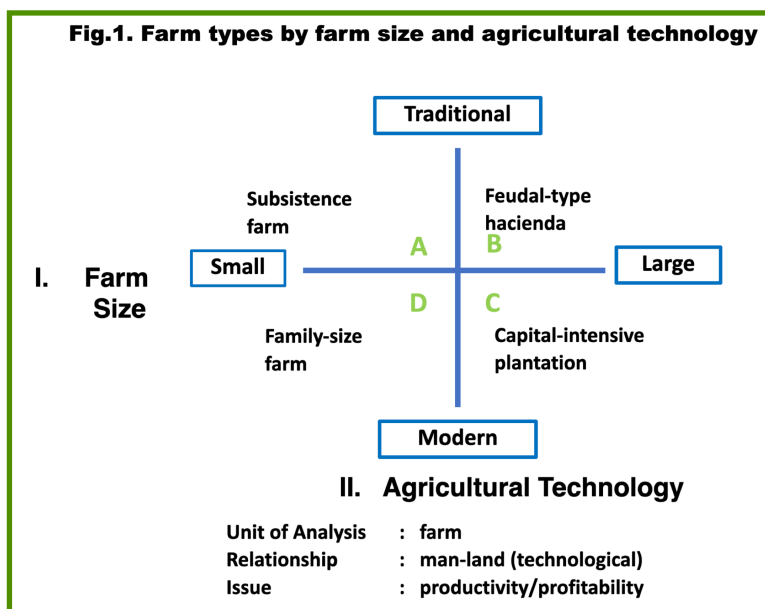 Fig.1. Farm types by farm size and agricultural technology
Traditional
Subsistence
farm
Feudal-type
hacienda
A
B
I. Farm
Size
Small
Large
D
C
Family-size
farm
Capital-intensive
plantation
Modern
II. Agricultural Technology
Unit of Analysis : farm
Relationship : man-land (technological)
Issue : productivity/profitability